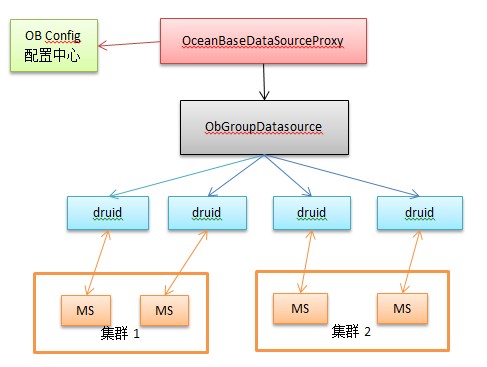 OB Config
配置中心
OceanBaseDataSourceProxy
ObGroupDatasource
druid
druid
druid
druid
MS
MS
MS
MS
集群 1
集群 2